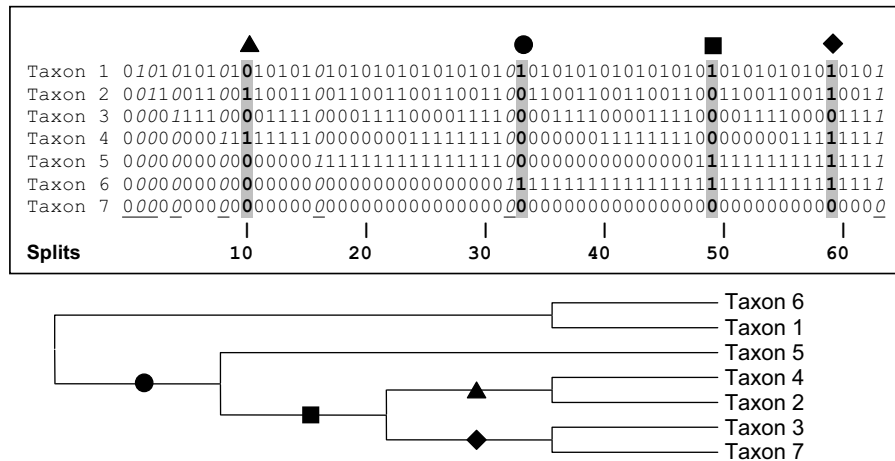 Taxon 1 0101010101010101010101010101010101010101010101010101010101010101
Taxon 2 0011001100110011001100110011001100110011001100110011001100110011
Taxon 3 0000111100001111000011110000111100001111000011110000111100001111
Taxon 4 0000000011111111000000001111111100000000111111110000000011111111
Taxon 5 0000000000000000111111111111111100000000000000001111111111111111
Taxon 6 0000000000000000000000000000000011111111111111111111111111111111
Taxon 7 0000000000000000000000000000000000000000000000000000000000000000
Splits 10 20 30 40 50 60
Taxon 6
Taxon 1
Taxon 5
Taxon 4
Taxon 2
Taxon 3
Taxon 7